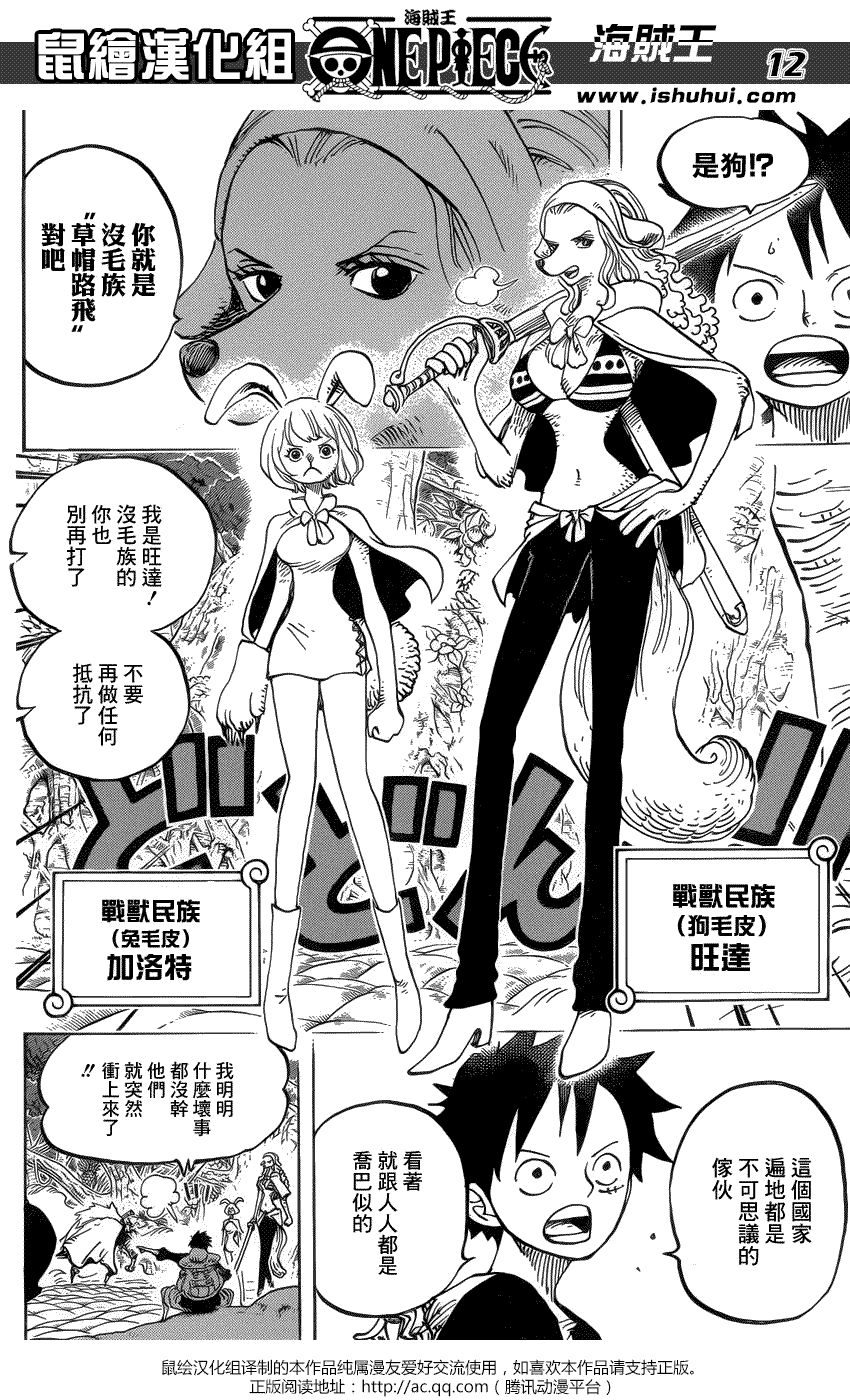 鼠繪漢化組
海賊王
ONE PIECE
海賊王
12
www.ishuhui.com
是狗!?
你就是
沒毛族
"草帽路飛"
對吧
我是旺達!
沒毛族的
你也
別再打了
不要
再做任何
抵抗了
どどん
戰獸民族
(狗毛皮)
旺達
戰獸民族
(兔毛皮)
加洛特
這個國家
遍地都是
不可思議的
傢伙
看著
就跟人人都是
喬巴似的
我明明
什麼壞事
都沒幹
他們
就突然
衝上來了
!!
鼠绘汉化组译制的本作品纯属漫友爱好交流使用，如喜欢本作品请支持正版。
正版阅读地址：http://ac.qq.com（腾讯动漫平台）